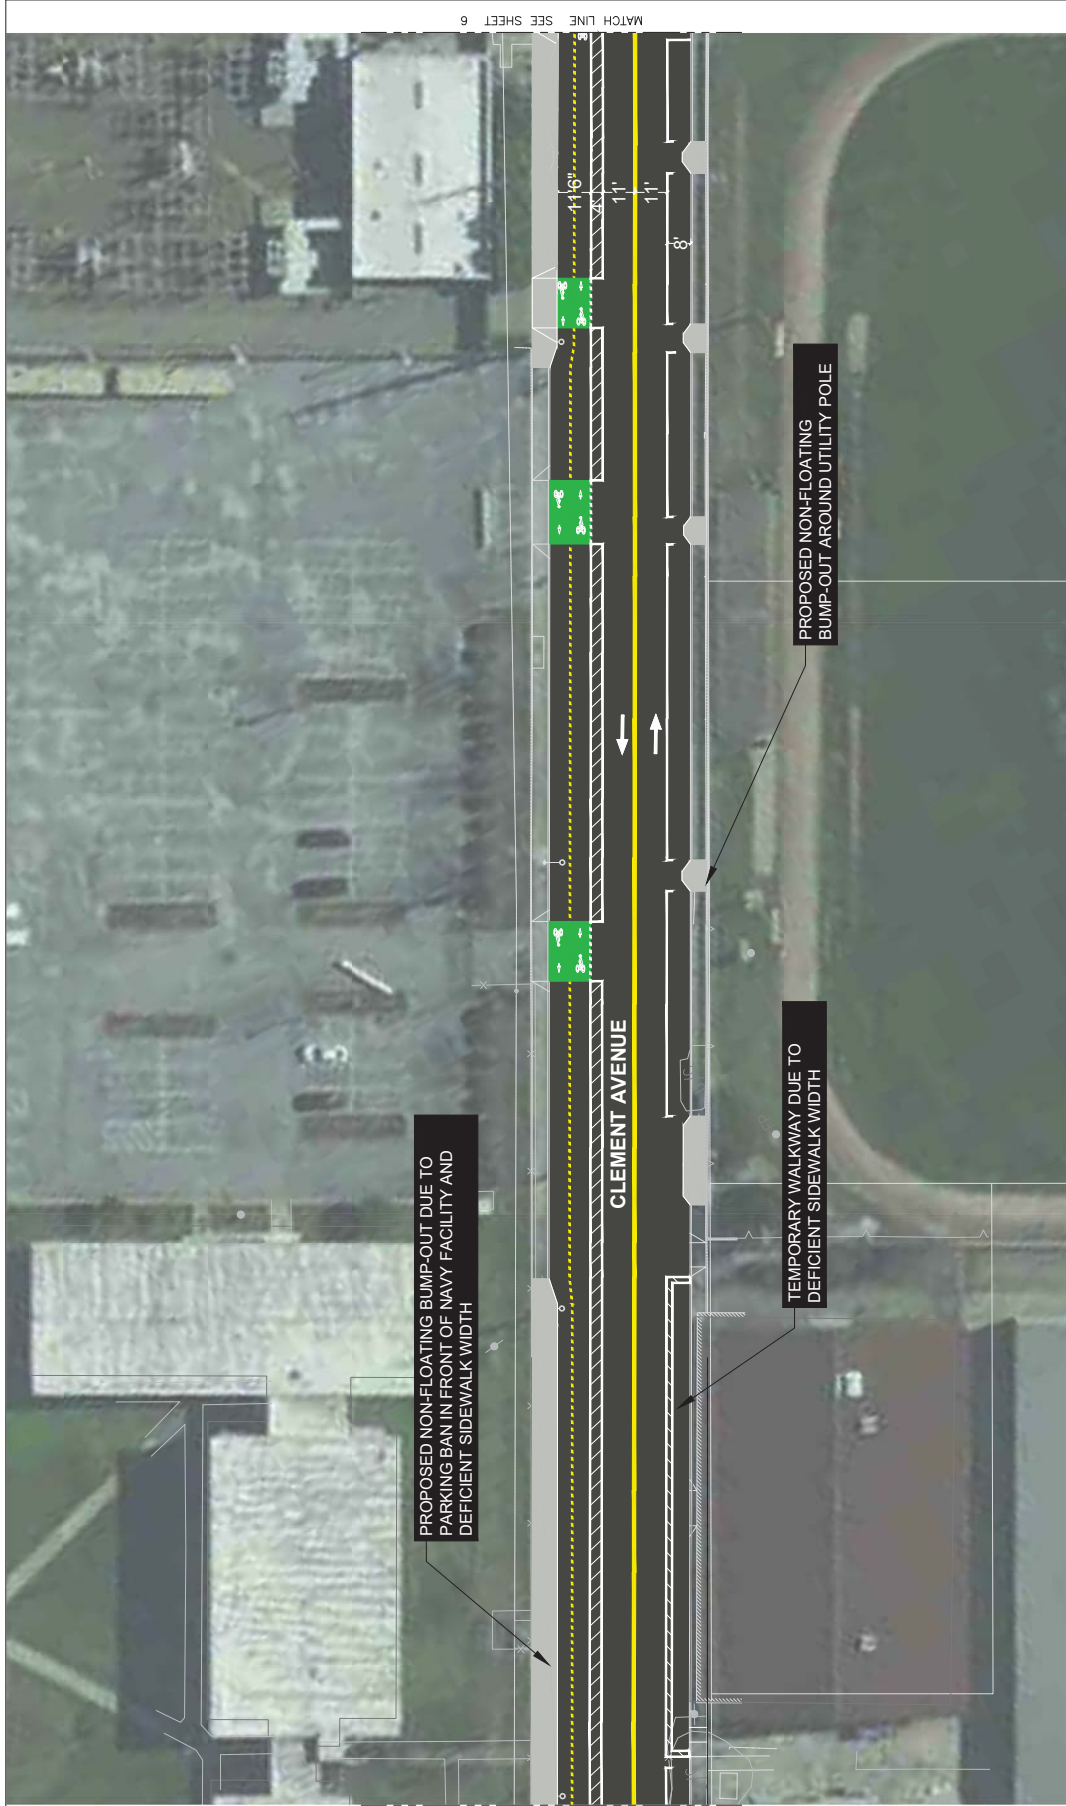 MATCH LINE SEE SHEET 6
11'6"
4'
11'
11'
8'
PROPOSED NON-FLOATING
BUMP-OUT AROUND UTILITY POLE
CLEMENT AVENUE
PROPOSED NON-FLOATING BUMP-OUT DUE TO
PARKING BAN IN FRONT OF NAVY FACILITY AND
DEFICIENT SIDEWALK WIDTH
TEMPORARY WALKWAY DUE TO
DEFICIENT SIDEWALK WIDTH